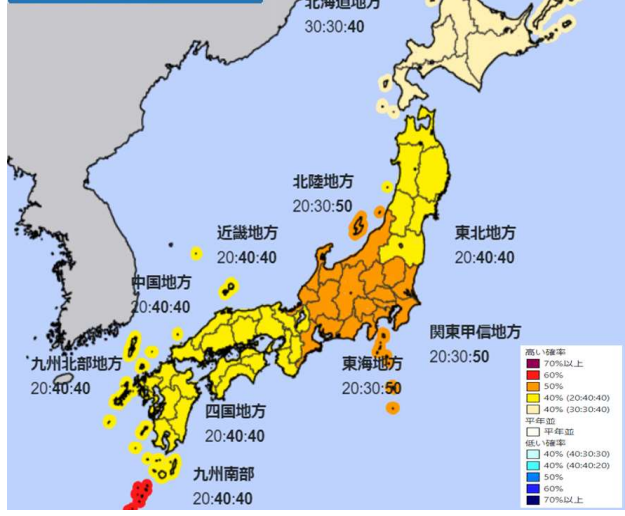 北海道地方
30:30:40
北陸地方
20:30:50
東北地方
20:40:40
近畿地方
20:40:40
中国地方
20:40:40
関東甲信地方
20:30:50
九州北部地方
20:40:40
東海地方
20:30:50
四国地方
20:40:40
九州南部
20:40:40
高い確率
70%以上
60%
50%
40% (20:40:40)
40% (30:30:40)
平年並
平年並
低い確率
40% (40:30:30)
40% (40:40:20)
50%
60%
70%以上